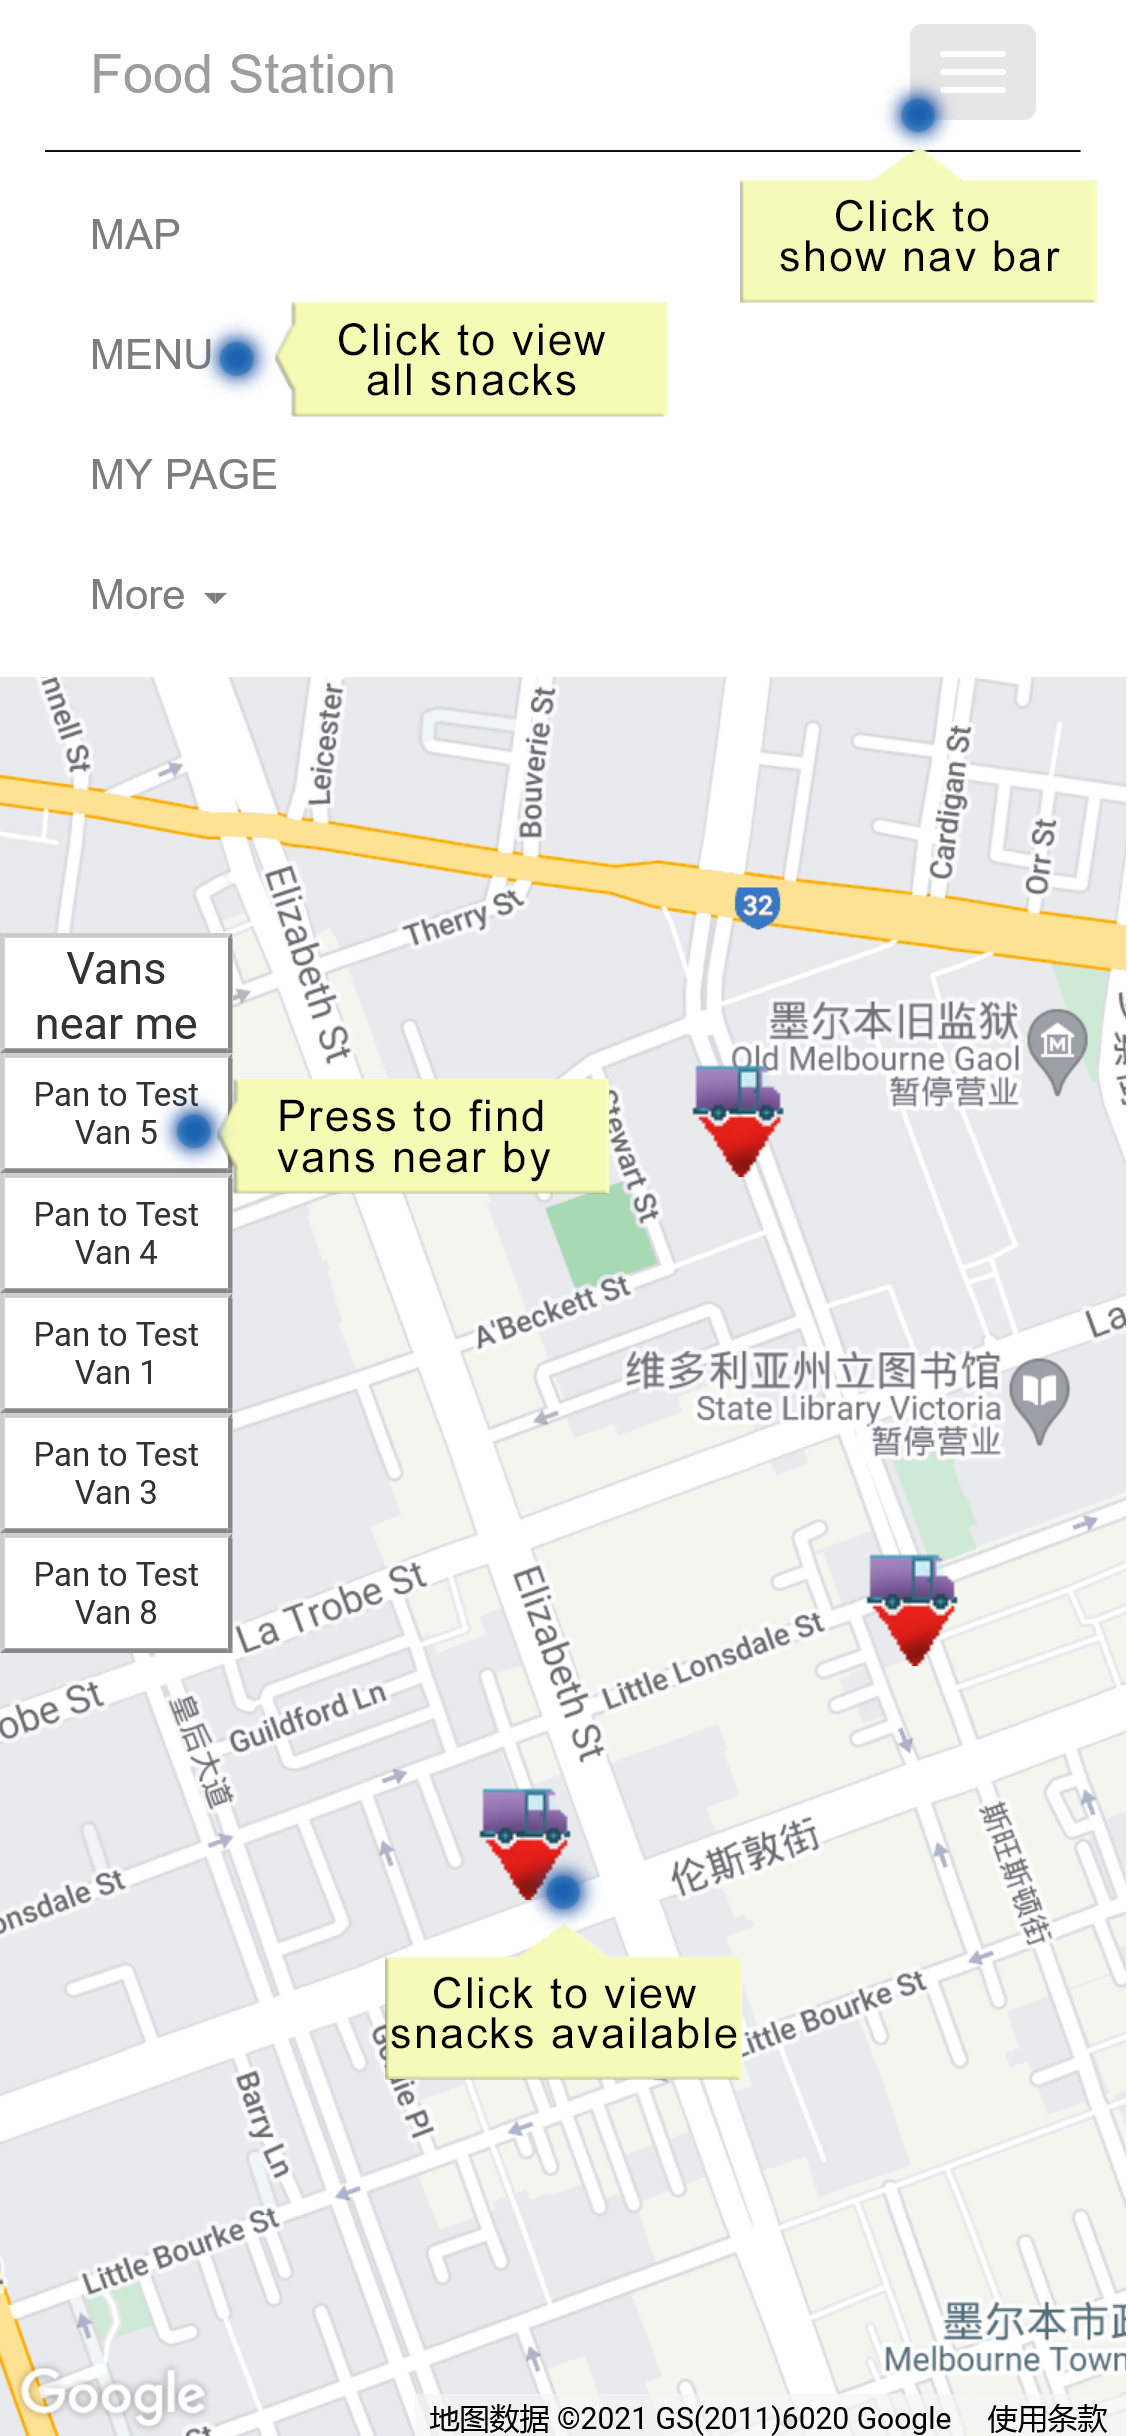 Food Station
Click to
show nav bar
MAP
MENU
Click to view
all snacks
MY PAGE
More
nnell St
Leicester
Bouverie St
Cardigan St
Orr St
32
Elizabeth St
Therry St
Vans
near me
墨尔本旧监狱
Old Melbourne Gaol
暂停营业
Pan to Test
Van 5
Press to find
vans near by
Stewart St
Pan to Test
Van 4
A'Beckett St
La
Pan to Test
Van 1
维多利亚州立图书馆
State Library Victoria
暂停营业
Pan to Test
Van 3
Pan to Test
Van 8
La Trobe St
Elizabeth St
Little Lonsdale St
obe St
皇后大道
Guildford Ln
伦斯敦街
斯旺斯顿街
onsdale St
Click to view
snacks available
Little Bourke St
Barry Ln
ie Pl
Little Bourke St
墨尔本市政
Melbourne Town
Google
地图数据 ©2021 GS(2011)6020 Google 使用条款